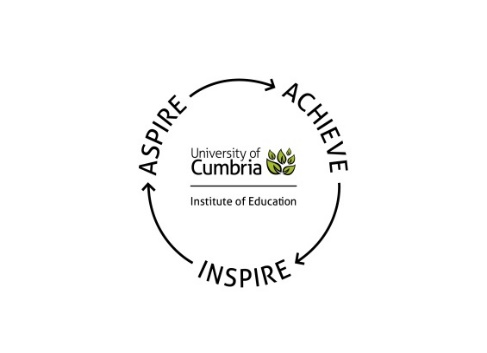 ASPIRE
ACHIEVE
INSPIRE
University of
Cumbria
Institute of Education